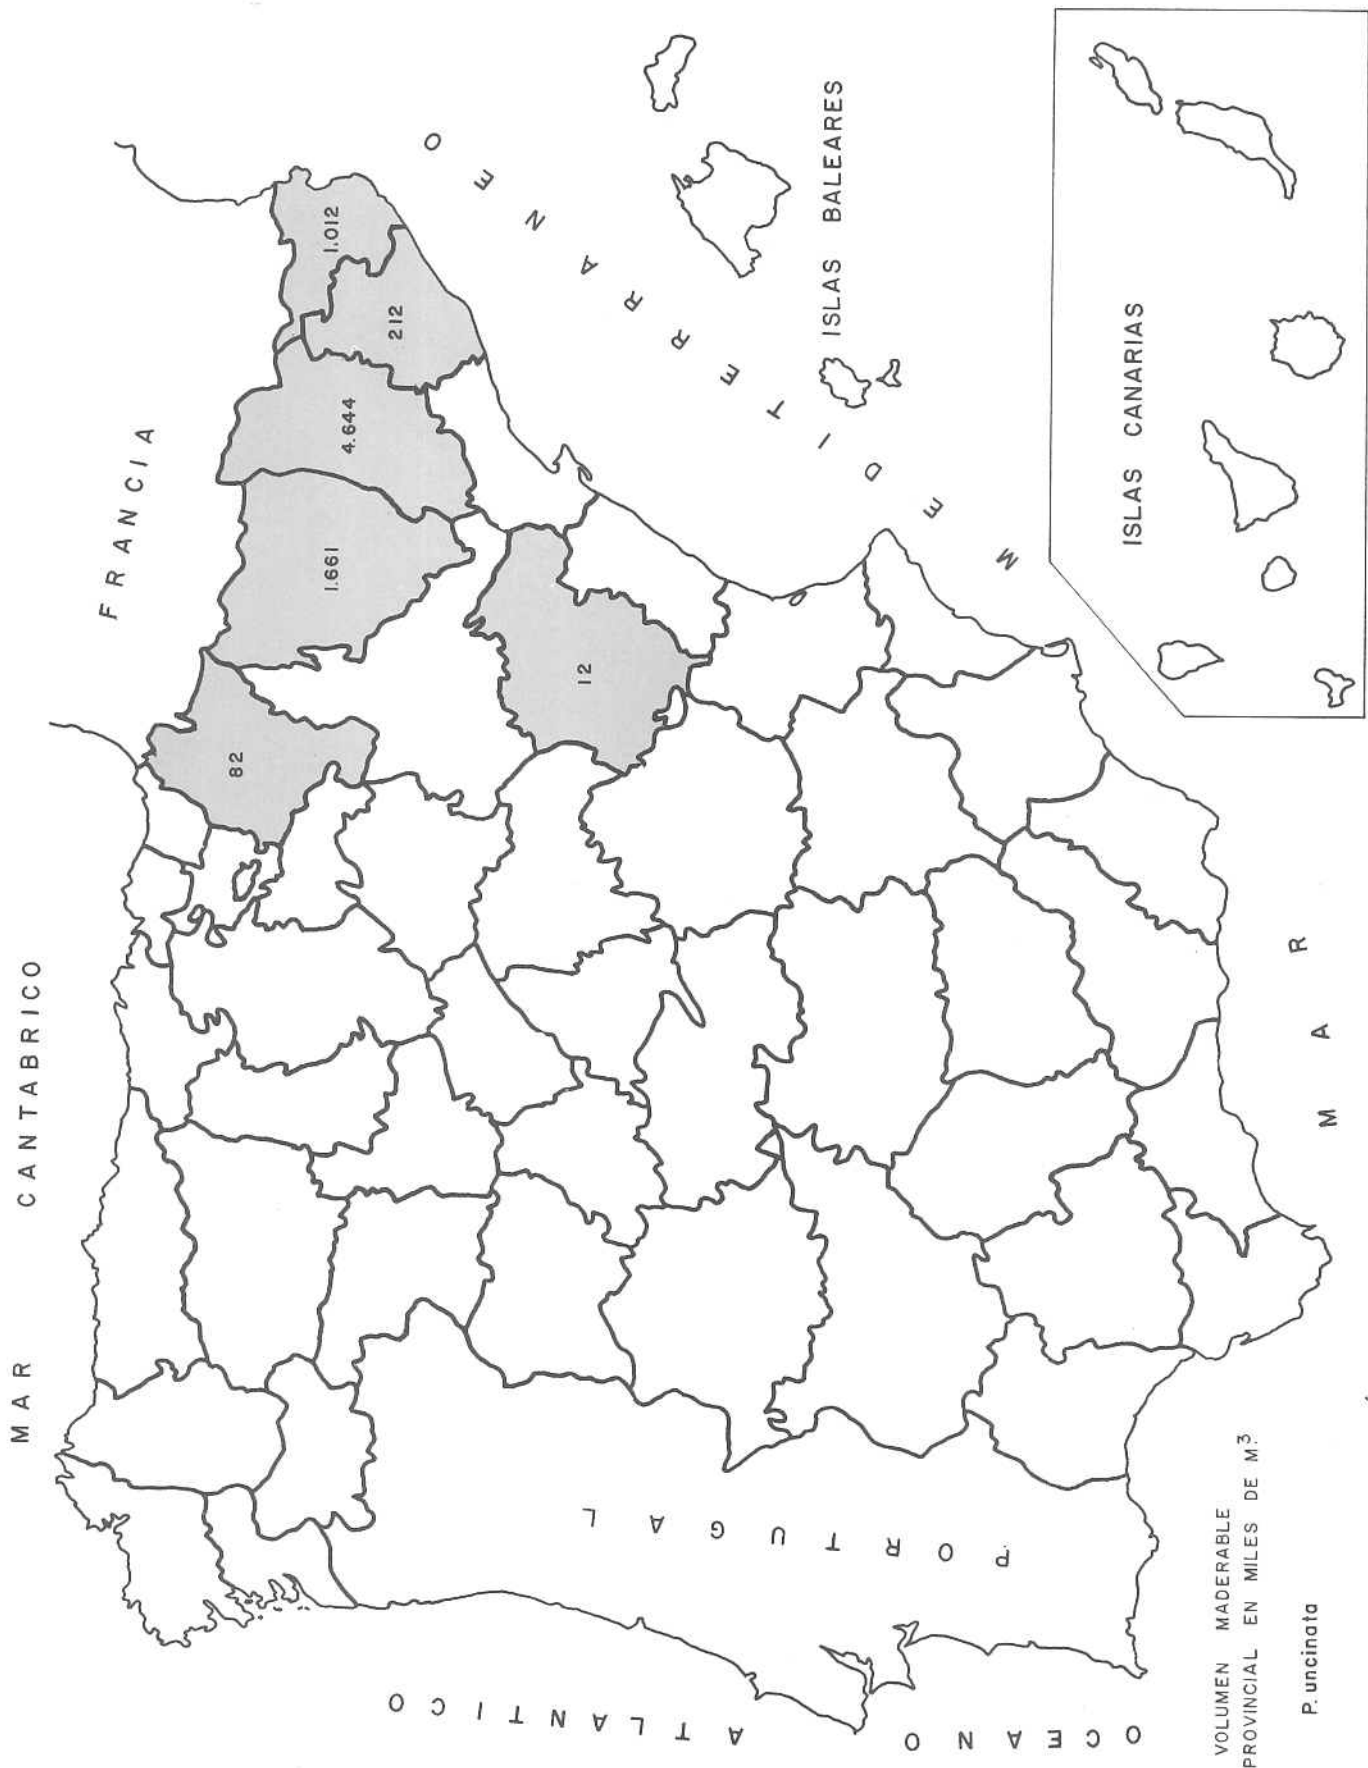 MAR CANTABRICO
FRANCIA
1.012
82
1.661
4.644
212
12
MAR MEDITERRANEO
ISLAS BALEARES
PORTUGAL
OCEANO ATLANTICO
ISLAS CANARIAS
VOLUMEN MADERABLE
PROVINCIAL EN MILES DE M.³
P. uncinata